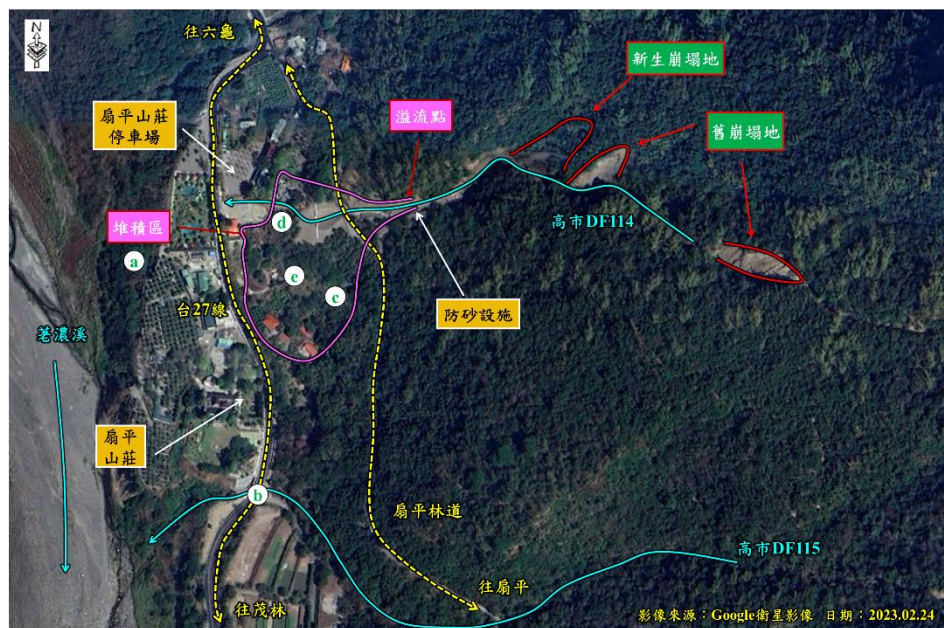 N
往六龜
新生崩塌地
扇平山莊
停車場
溢流點
舊崩塌地
高市DF114
d
堆積區
a
e
c
台27線
防砂設施
荖濃溪
扇平
山莊
b
扇平林道
高市DF115
往扇平
往茂林
影像來源：Google衛星影像 日期：2023.02.24